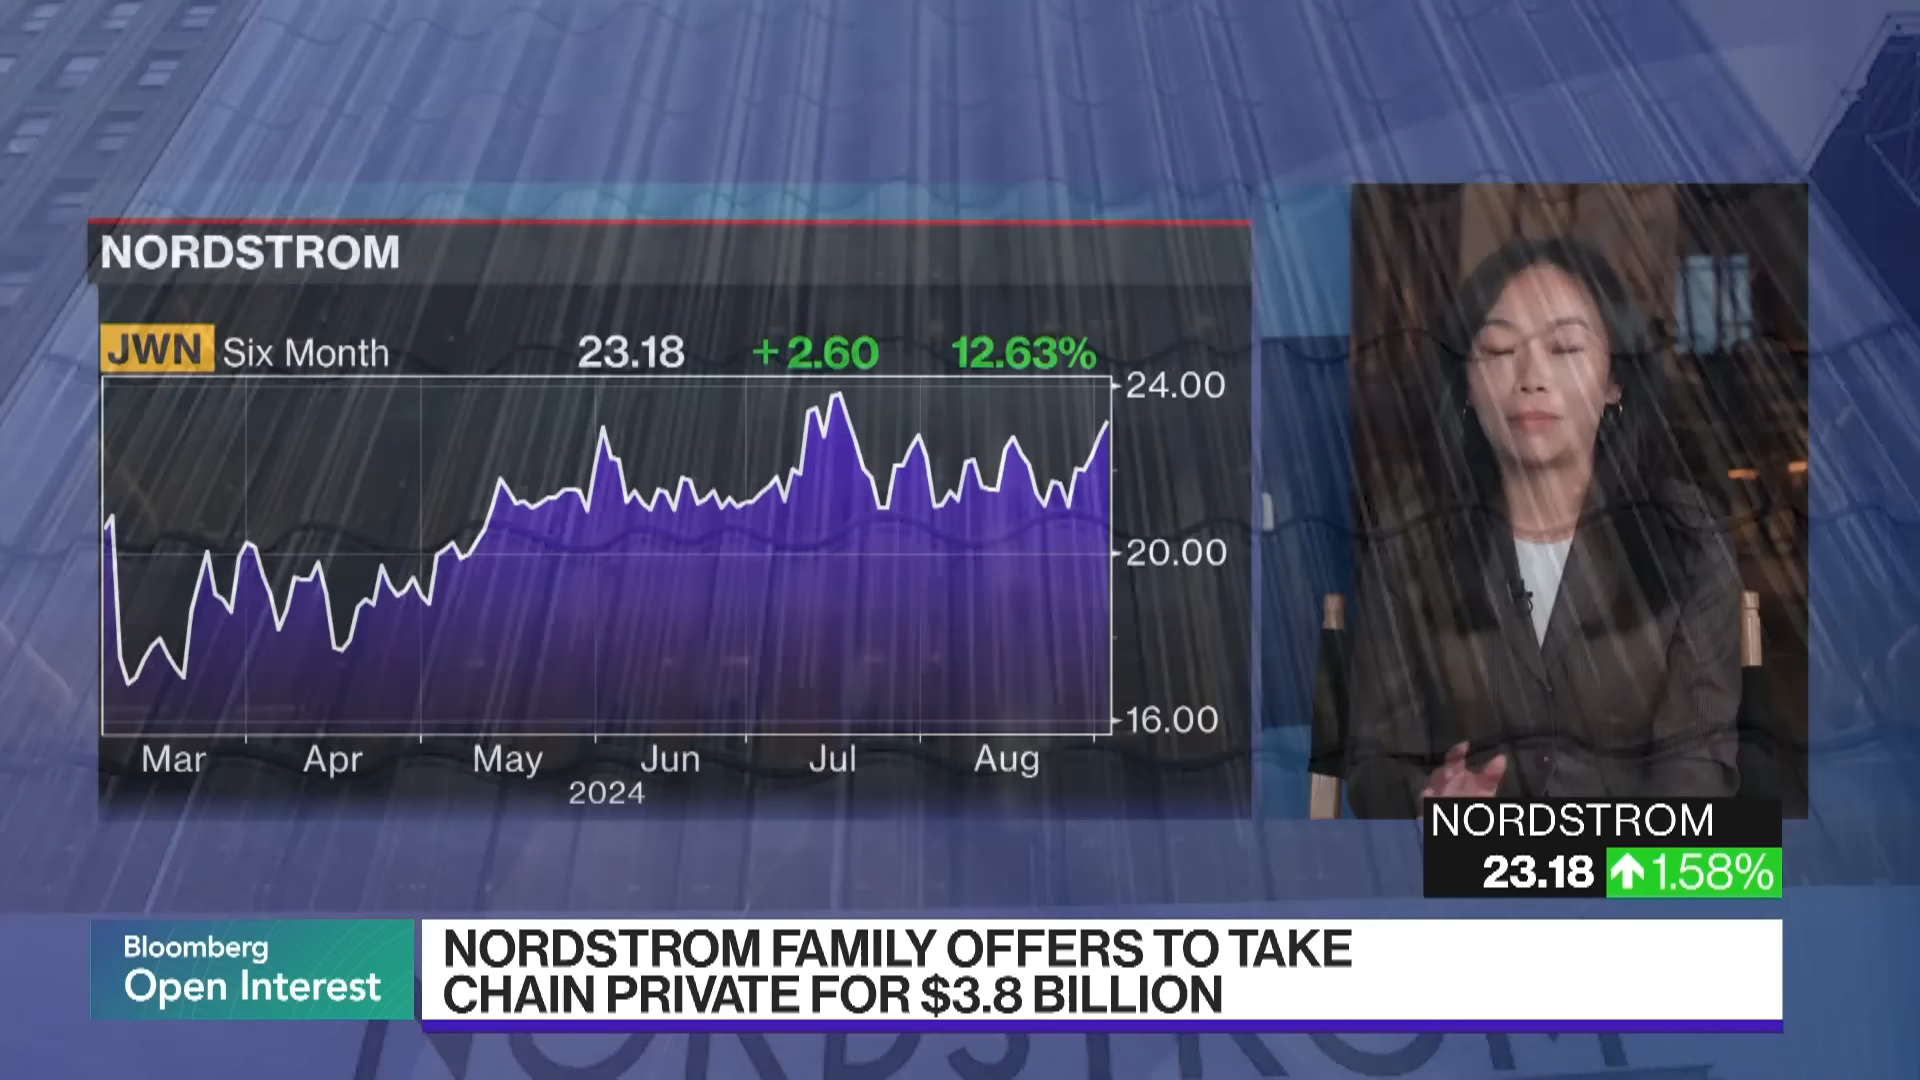 NORDSTROM
JWN Six Month 23.18 +2.60 12.63%
24.00
20.00
16.00
Mar Apr May Jun Jul Aug
2024
NORDSTROM
23.18 1.58%
Bloomberg
Open Interest
NORDSTROM FAMILY OFFERS TO TAKE
CHAIN PRIVATE FOR $3.8 BILLION
NORDSTROM